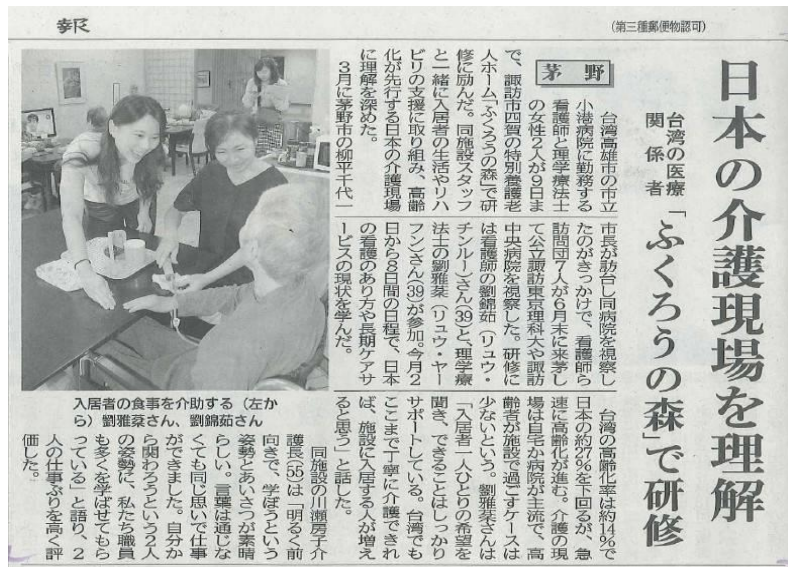 報
(第三種郵便物認可)
日本の介護現場を理解
台湾の医療
関係者
「ふくろうの森」で研修
茅野
台湾高雄市の市立
小港病院に勤務する
看護師と理学療法士
の女性2人が9日ま
で、諏訪市四賀の特別養護老
人ホーム「ふくろうの森」で研
修に励んだ。同施設スタッフ
と一緒に入居者の生活やリハ
ビリの支援に取り組み、高齢
化が先行する日本の介護現場
に理解を深めた。
3月に茅野市の柳平千代一
市長が訪台し同病院を視察し
たのがきっかけで、看護師ら
訪問団7人が6月末に来茅し
て公立諏訪東京理科大や諏訪
中央病院を視察した。研修に
は看護師の劉錦茹（リュウ・
チンルー）さん(39)と、理学療
法士の劉雅棻（リュウ・ヤー
フン）さん(39)が参加。今月2
日から8日間の日程で、日本
の看護のあり方や長期ケアサ
ービスの現状を学んだ。
台湾の高齢化率は約14％で
日本の約27％を下回るが、急
速に高齢化が進む。介護の現
場は自宅か病院が主流で、高
齢者が施設で過ごすケースは
少ないという。劉雅棻さんは
「入居者一人ひとりの希望を
聞き、できることはしっかり
サポートしている。台湾でも
ここまで丁寧に介護できれ
ば、施設に入居する人が増え
ると思う」と話した。
同施設の川瀬房子介
護長(55)は「明るく前
向きで、学ぼうという
姿勢とあいさつが素晴
らしい。言葉は通じな
くても同じ思いで仕事
ができました。自分か
ら関わろうという2人
の姿勢に、私たち職員
も多くを学ばせてもら
っている」と語り、2
人の仕事ぶりを高く評
価した。
入居者の食事を介助する（左か
ら）劉雅棻さん、劉錦茹さん